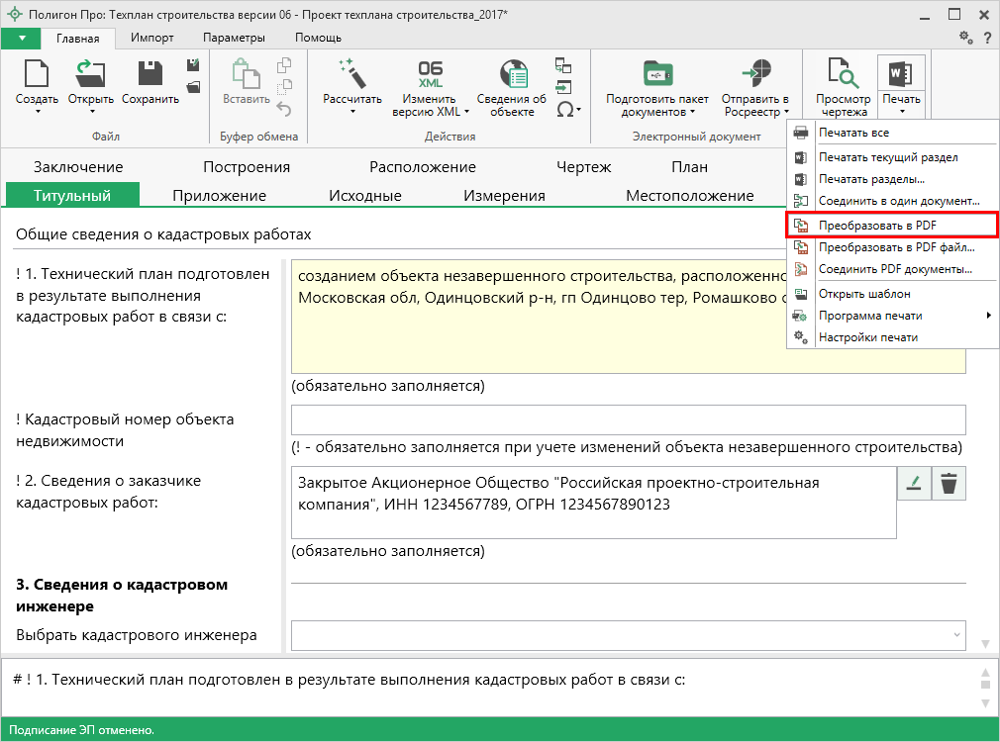 Полигон Про: Техплан строительства версии 06 - Проект техплана строительства_2017*
Главная Импорт Параметры Помощь ?
Создать Открыть Сохранить
Файл
Вставить
Буфер обмена
Рассчитать
06 XML
Изменить версию XML
Сведения об объекте
Действия
Подготовить пакет документов
Отправить в Росреестр
Электронный документ
Просмотр чертежа
Печать
Печатать все
Печатать текущий раздел
Печатать разделы...
Соединить в один документ...
Преобразовать в PDF
Преобразовать в PDF файл...
Соединить PDF документы...
Открыть шаблон
Программа печати
Настройки печати
Заключение Построения Расположение Чертеж План
Титульный Приложение Исходные Измерения Местоположение
Общие сведения о кадастровых работах
! 1. Технический план подготовлен
в результате выполнения
кадастровых работ в связи с:
созданием объекта незавершенного строительства, расположенно
Московская обл, Одинцовский р-н, гп Одинцово тер, Ромашково
(обязательно заполняется)
! Кадастровый номер объекта
недвижимости
(! - обязательно заполняется при учете изменений объекта незавершенного строительства)
! 2. Сведения о заказчике
кадастровых работ:
Закрытое Акционерное Общество "Российская проектно-строительная
компания", ИНН 1234567789, ОГРН 1234567890123
(обязательно заполняется)
3. Сведения о кадастровом
инженере
Выбрать кадастрового инженера
# ! 1. Технический план подготовлен в результате выполнения кадастровых работ в связи с:
Подписание ЭП отменено.